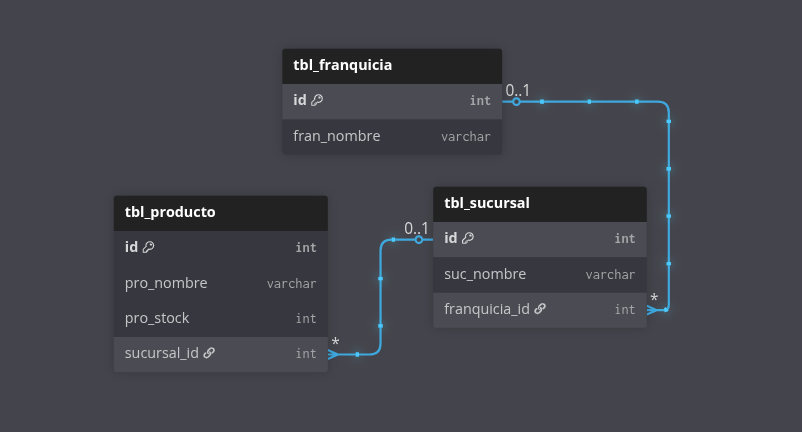 tbl_franquicia
id int
fran_nombre varchar
0..1
tbl_producto
id int
pro_nombre varchar
pro_stock int
sucursal_id int
*
0..1
tbl_sucursal
id int
suc_nombre varchar
franquicia_id int
*